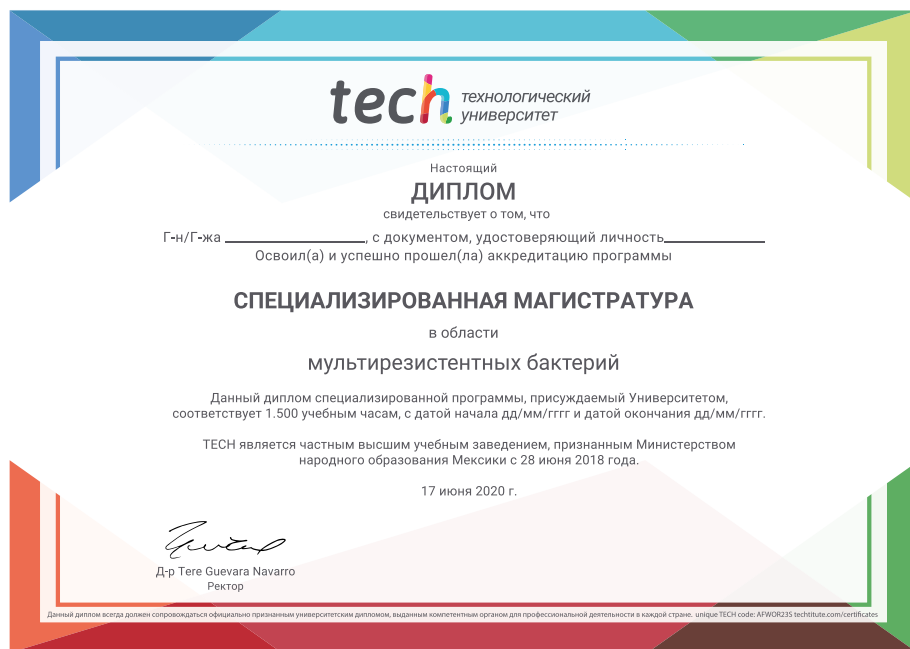 tech технологический
университет
Настоящий
ДИПЛОМ
свидетельствует о том, что
Г-н/Г-жа , с документом, удостоверяющий личность
Освоил(а) и успешно прошел(ла) аккредитацию программы
СПЕЦИАЛИЗИРОВАННАЯ МАГИСТРАТУРА
в области
мультирезистентных бактерий
Данный диплом специализированной программы, присуждаемый Университетом,
соответствует 1.500 учебным часам, с датой начала дд/мм/гггг и датой окончания дд/мм/гггг.
TECH является частным высшим учебным заведением, признанным Министерством
народного образования Мексики с 28 июня 2018 года.
17 июня 2020 г.
Д-р Tere Guevara Navarro
Ректор
Данный диплом всегда должен сопровождаться официально признанным университетским дипломом, выданным компетентным органом для профессиональной деятельности в каждой стране. unique TECH code: AFWOR23S techtitute.com/certificates